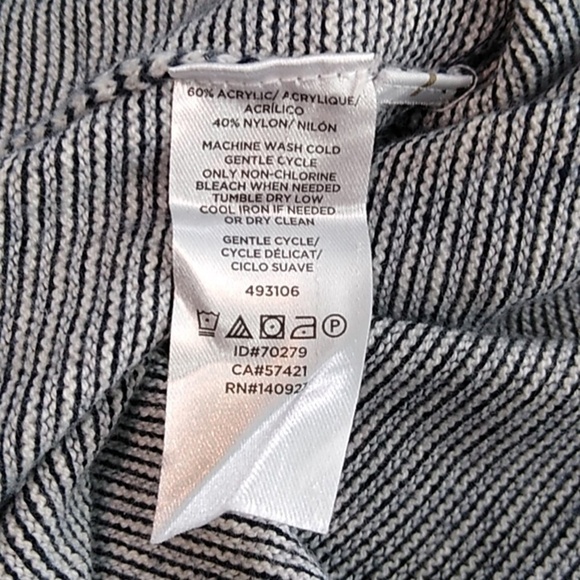 60% ACRYLIC/ ACRYLIQUE/
ACRÍLICO
40% NYLON/ NILÓN
MACHINE WASH COLD
GENTLE CYCLE
ONLY NON-CHLORINE
BLEACH WHEN NEEDED
TUMBLE DRY LOW
COOL IRON IF NEEDED
OR DRY CLEAN
GENTLE CYCLE/
CYCLE DÉLICAT/
CICLO SUAVE
493106
P
ID#70279
CA#57421